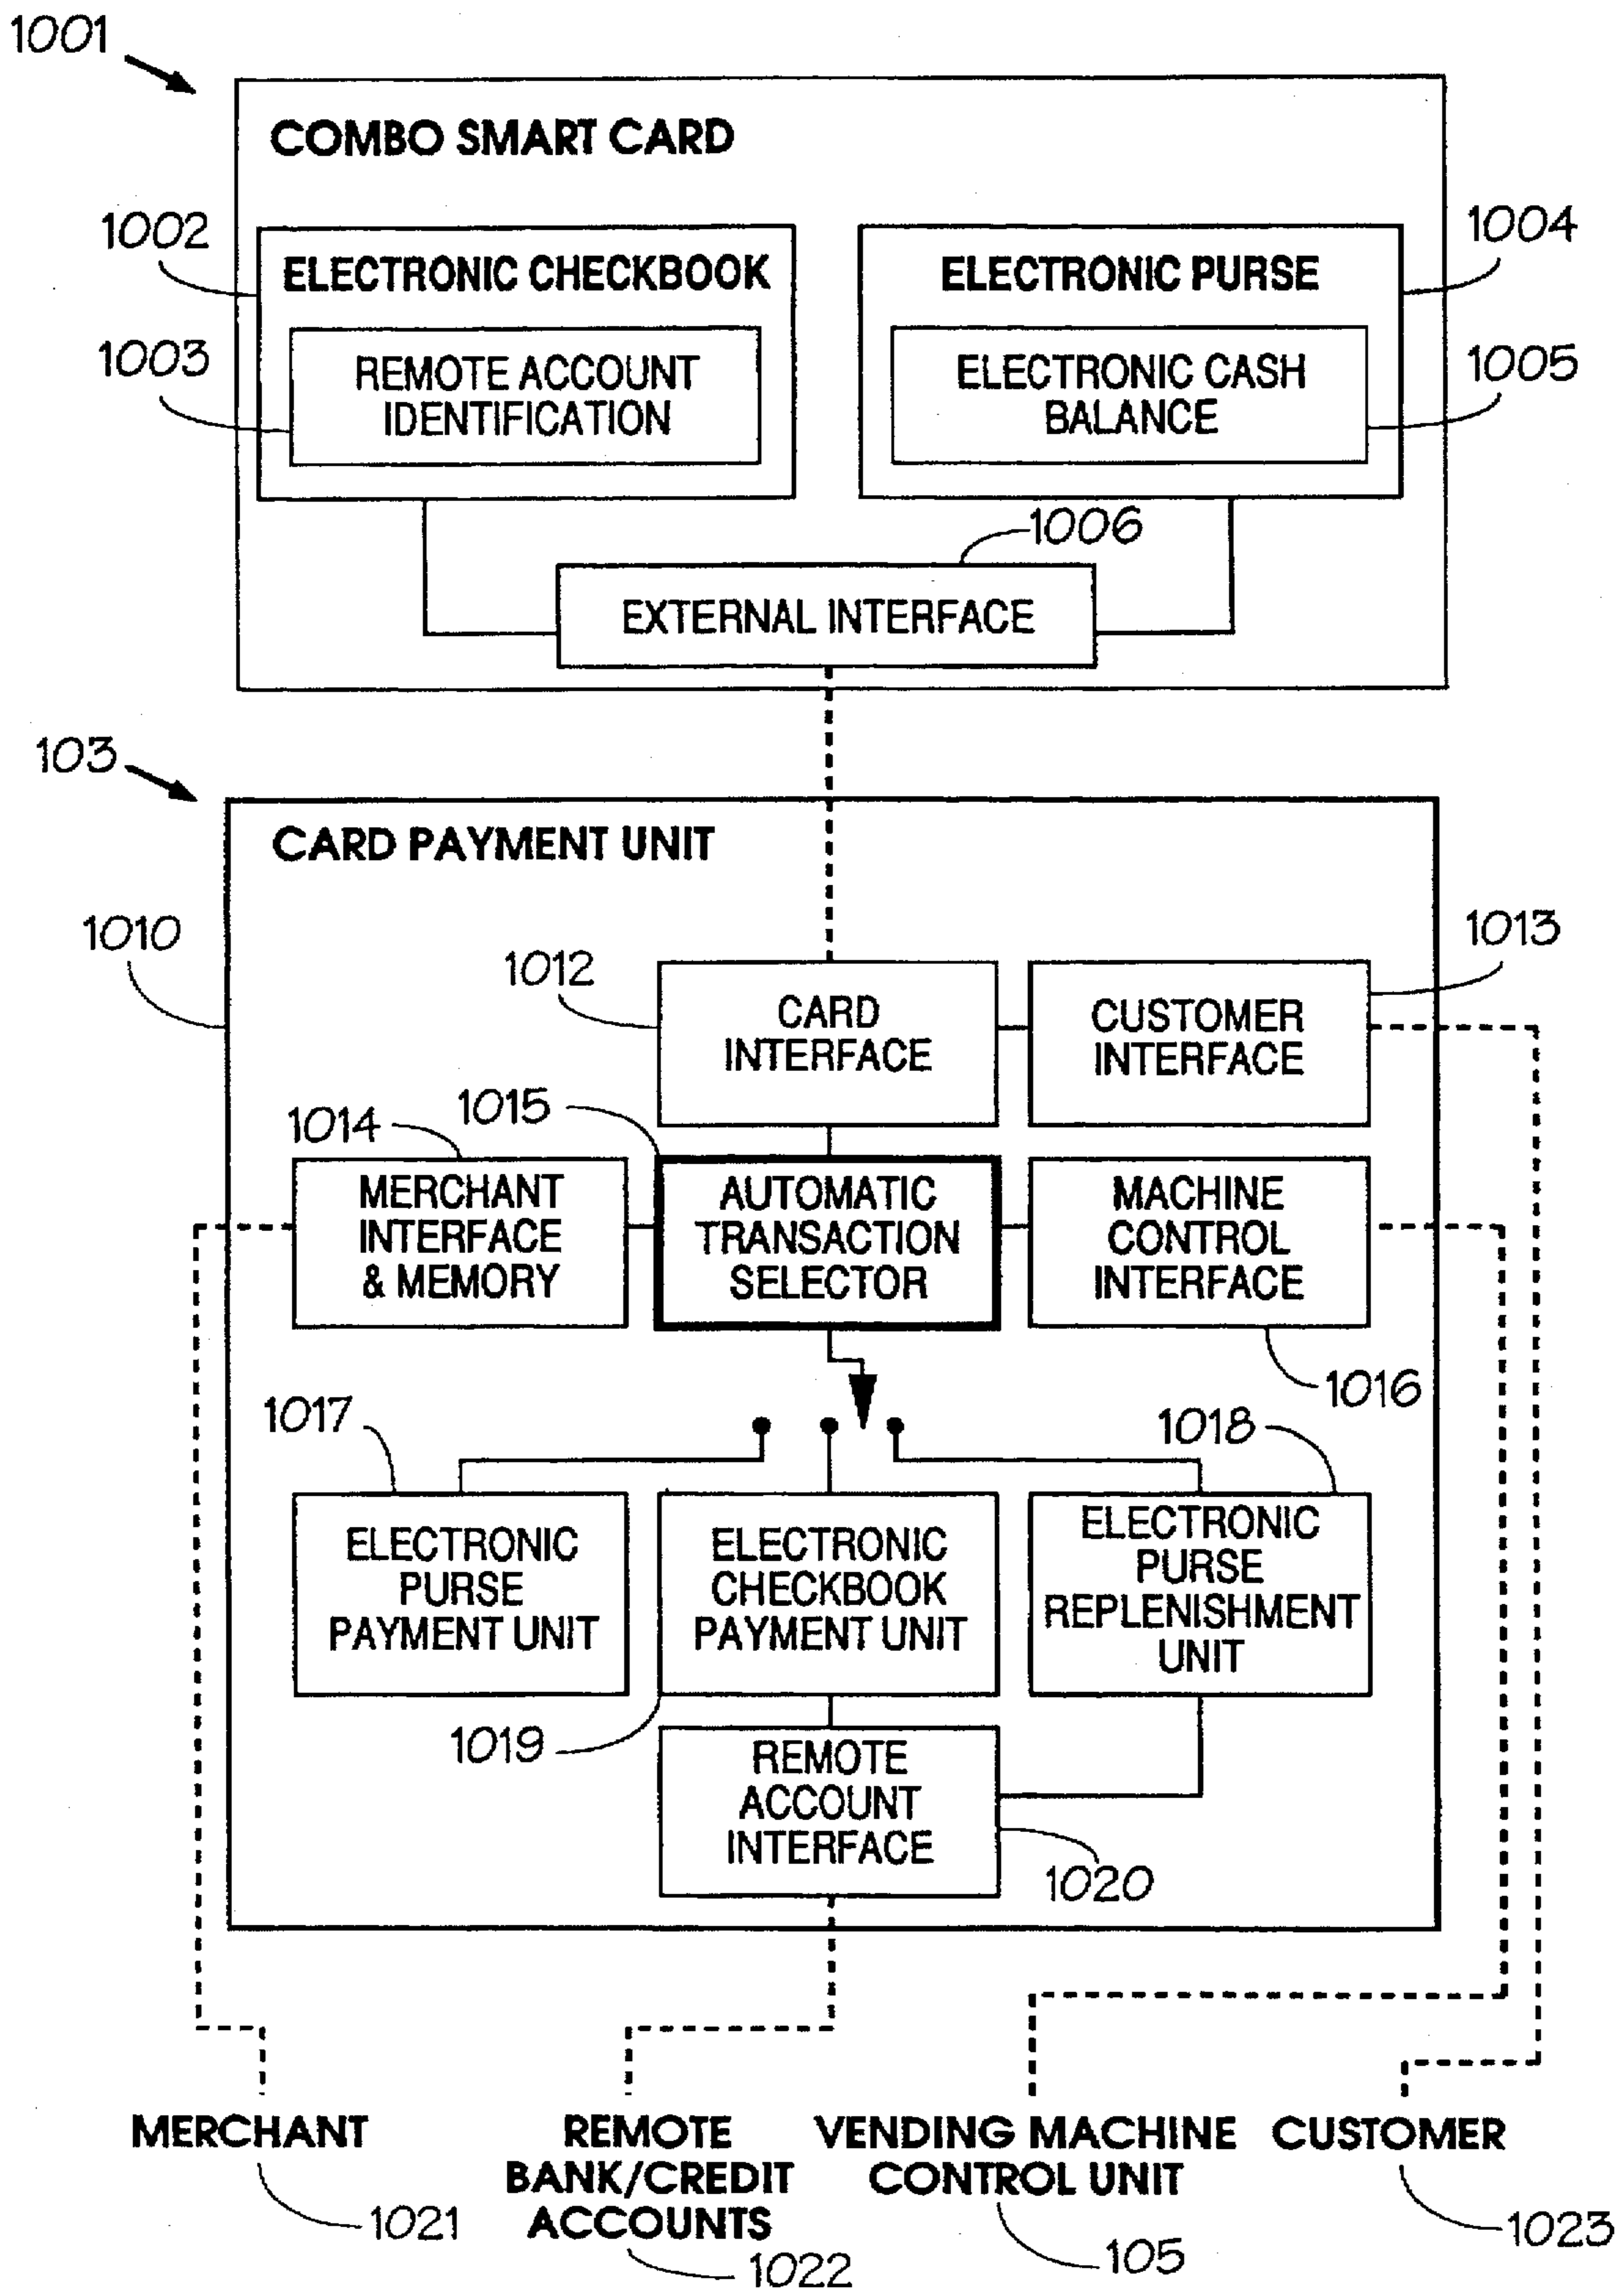 1001
COMBO SMART CARD
1002
ELECTRONIC CHECKBOOK
1003
REMOTE ACCOUNT
IDENTIFICATION
1004
ELECTRONIC PURSE
1005
ELECTRONIC CASH
BALANCE
1006
EXTERNAL INTERFACE
103
CARD PAYMENT UNIT
1010
1012
CARD
INTERFACE
1013
CUSTOMER
INTERFACE
1014
MERCHANT
INTERFACE
& MEMORY
1015
AUTOMATIC
TRANSACTION
SELECTOR
MACHINE
CONTROL
INTERFACE
1016
1017
ELECTRONIC
PURSE
PAYMENT UNIT
ELECTRONIC
CHECKBOOK
PAYMENT UNIT
1018
ELECTRONIC
PURSE
REPLENISHMENT
UNIT
1019
REMOTE
ACCOUNT
INTERFACE
1020
MERCHANT
1021
REMOTE
BANK/CREDIT
ACCOUNTS
1022
VENDING MACHINE
CONTROL UNIT
105
CUSTOMER
1023